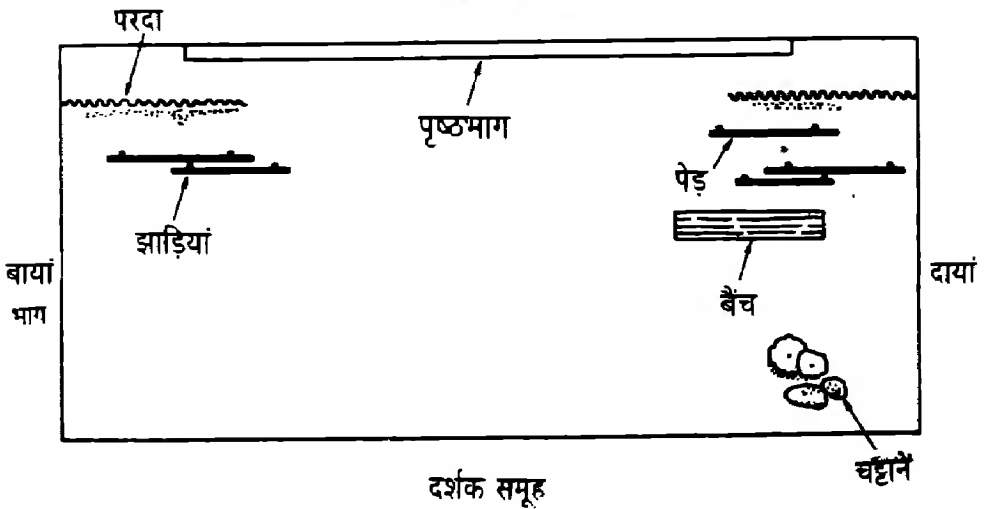 परदा
पृष्ठभाग
पेड़
झाड़ियां
बायां
भाग
दायां
बैंच
चट्टानें
दर्शक समूह